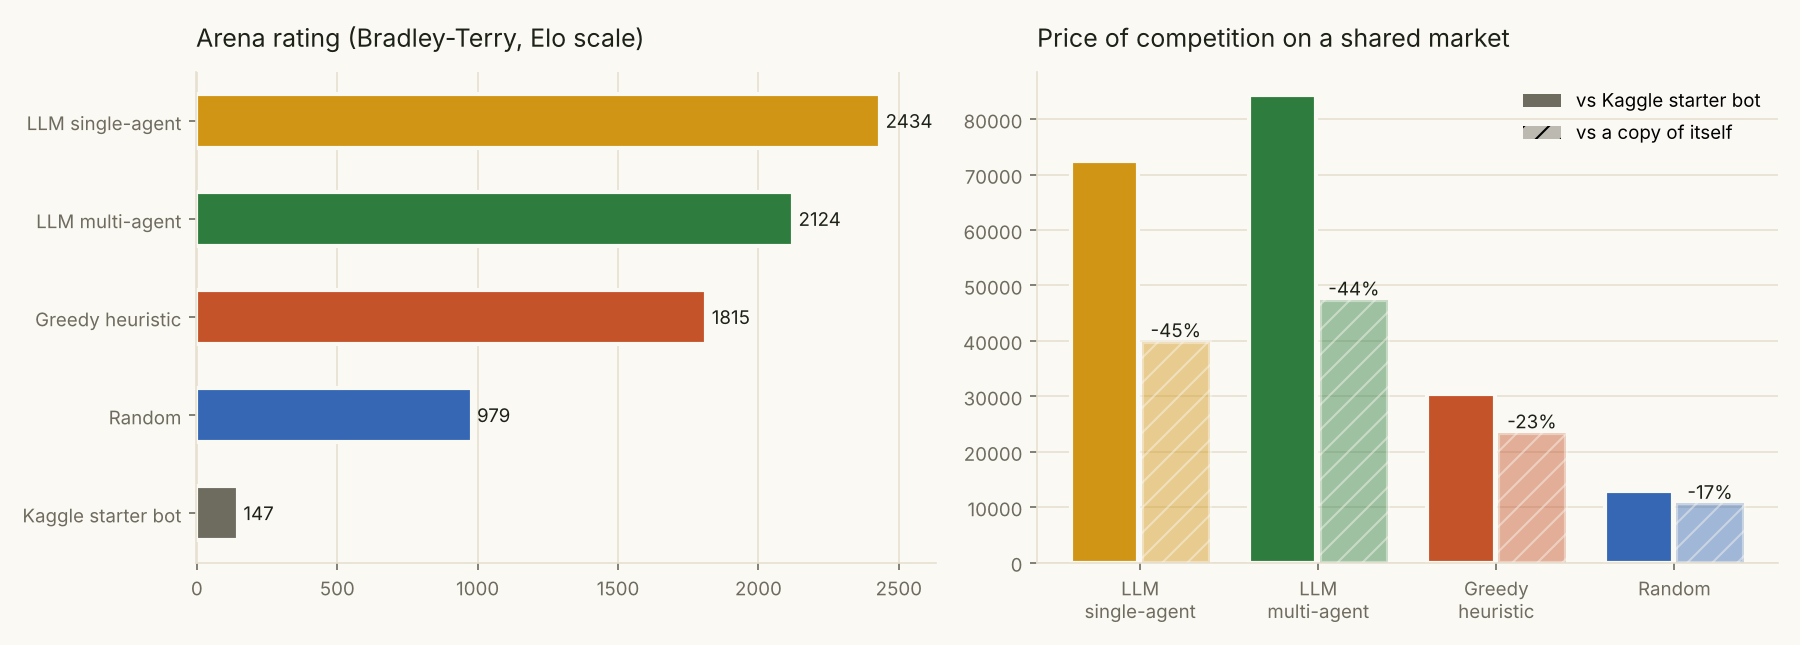 Arena rating (Bradley-Terry, Elo scale)
LLM single-agent
2434
LLM multi-agent
2124
Greedy heuristic
1815
Random
979
Kaggle starter bot
147
0 500 1000 1500 2000 2500
Price of competition on a shared market
vs Kaggle starter bot
vs a copy of itself
80000
70000
60000
50000
40000
30000
20000
10000
0
-45%
-44%
-23%
-17%
LLM
single-agent
LLM
multi-agent
Greedy
heuristic
Random